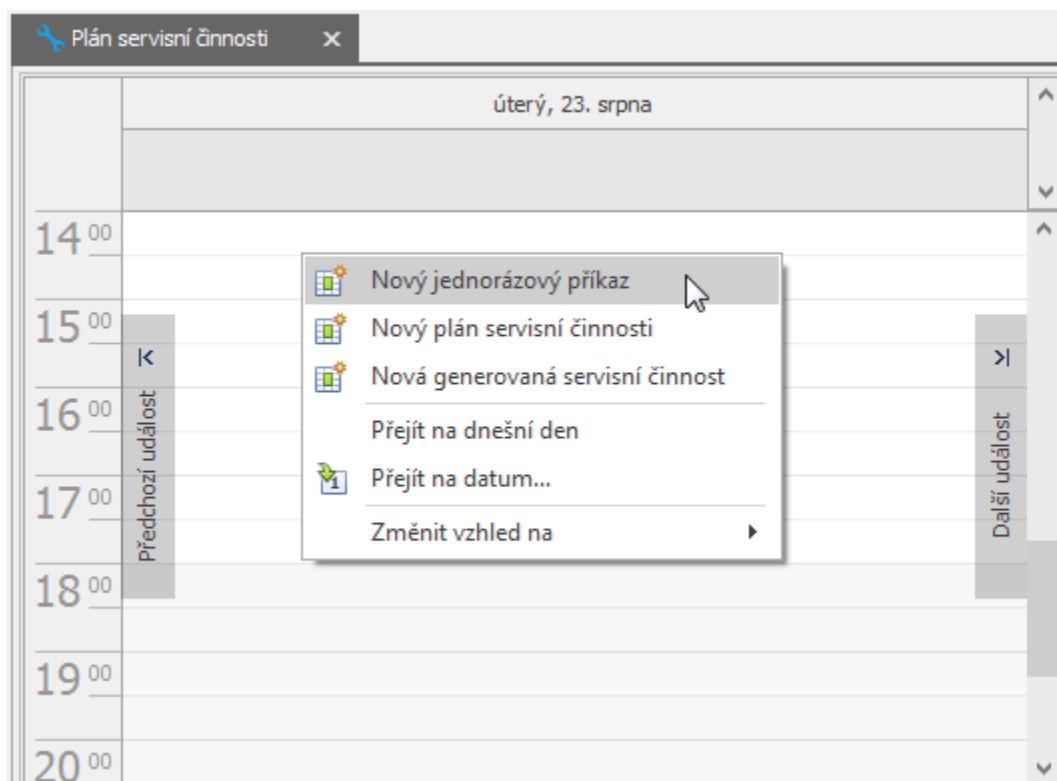 Plán servisní činnosti
úterý, 23. srpna
14 00
15 00
16 00
17 00
18 00
19 00
20 00
Předchozí událost
Nový jednorázový příkaz
Nový plán servisní činnosti
Nová generovaná servisní činnost
Přejít na dnešní den
1
Přejít na datum...
Změnit vzhled na
Další událost